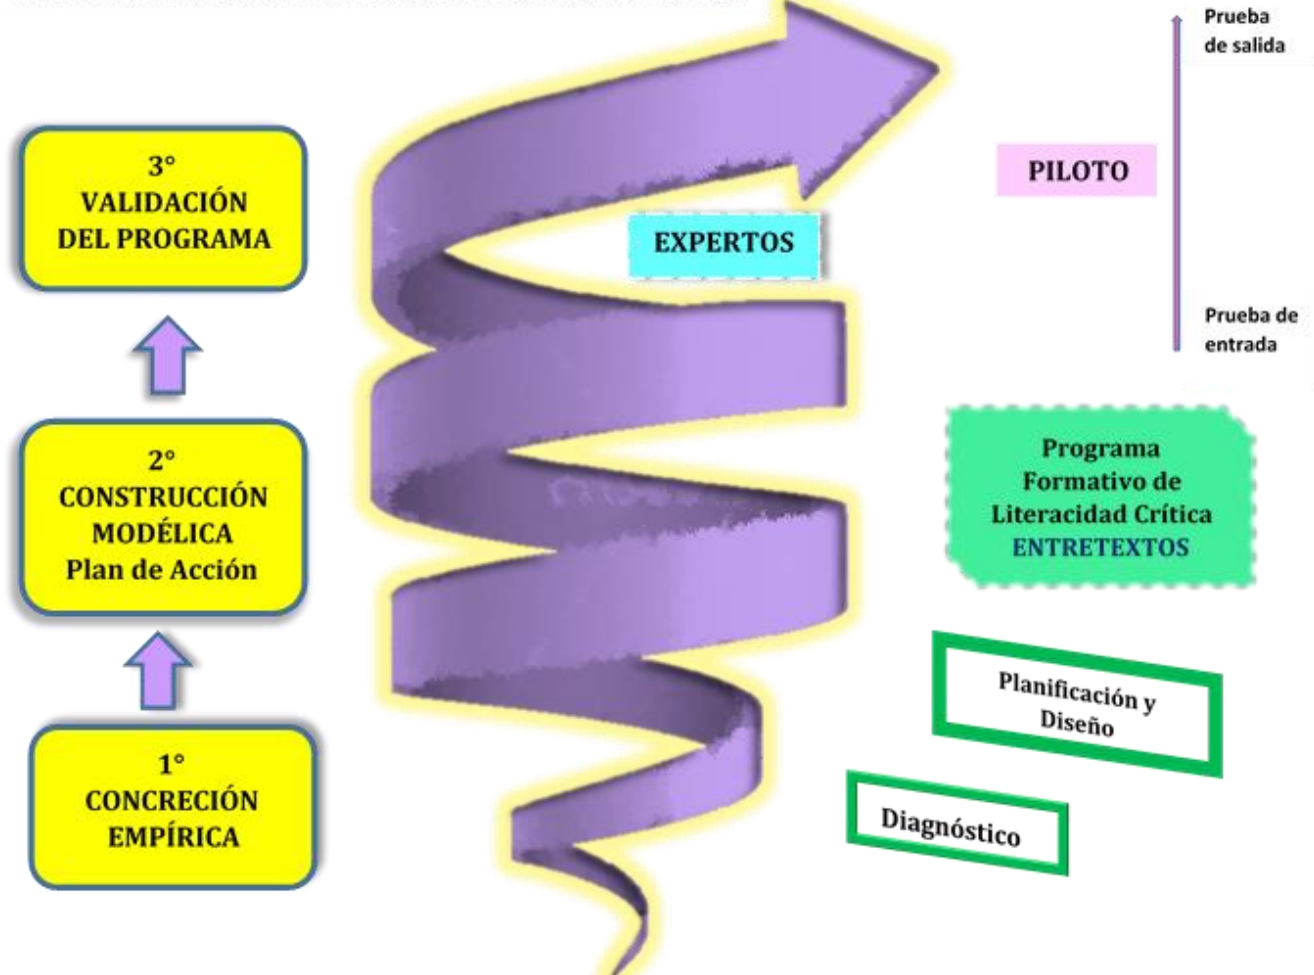 Prueba
de salida
PILOTO
Prueba de
entrada
3°
VALIDACIÓN
DEL PROGRAMA
EXPERTOS
2°
CONSTRUCCIÓN
MODÉLICA
Plan de Acción
Programa
Formativo de
Literacidad Crítica
ENTRETEXTOS
Planificación y
Diseño
1°
CONCRECIÓN
EMPÍRICA
Diagnóstico